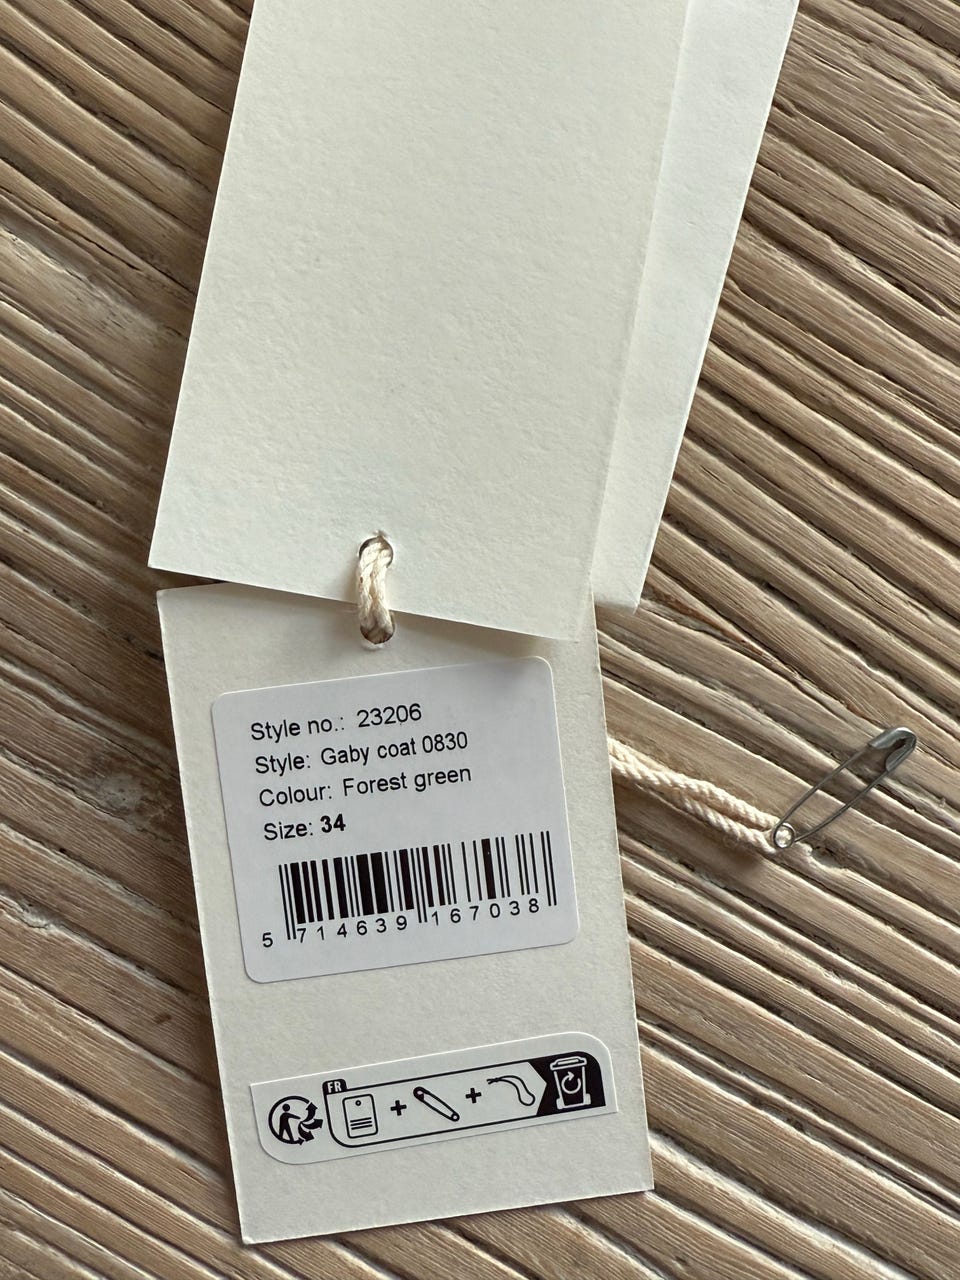 Style no.: 23206
Style: Gaby coat 0830
Colour: Forest green
Size: 34
5 714639 167038
FR